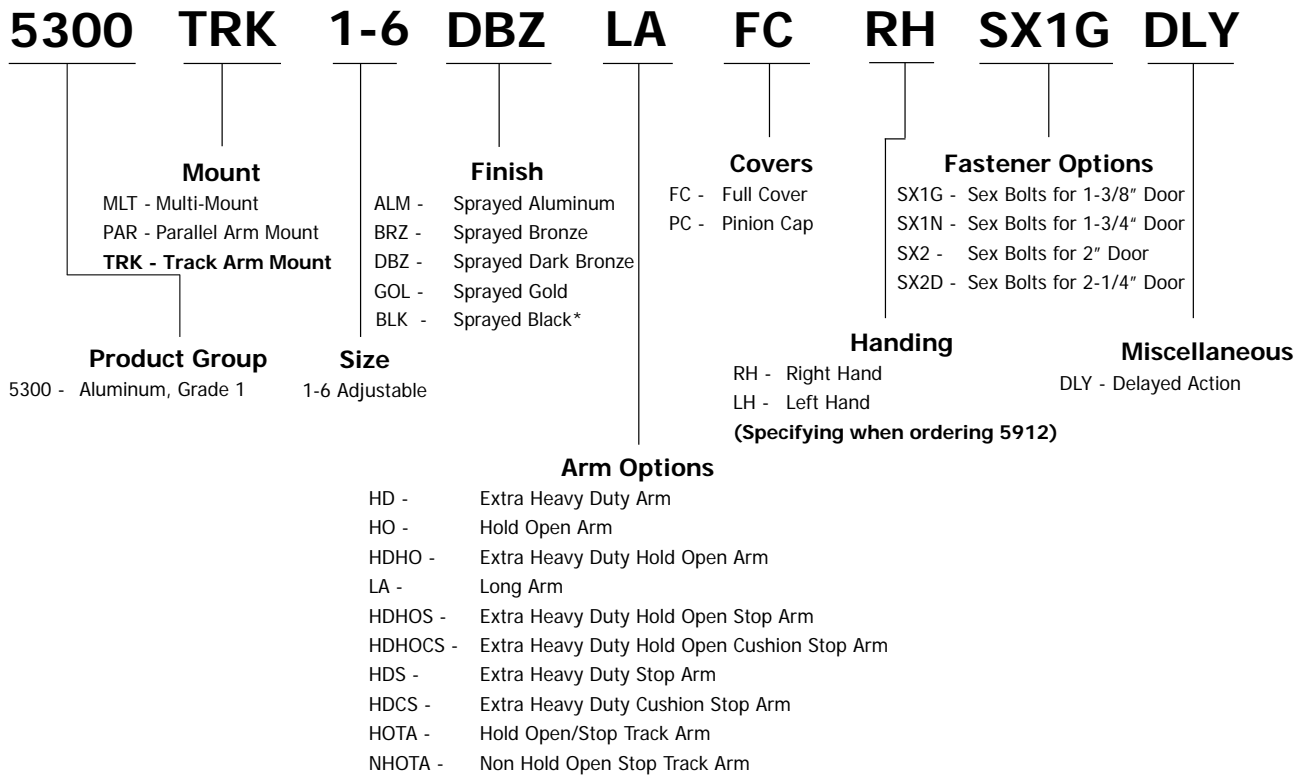 5300 TRK 1-6 DBZ LA FC RH SX1G DLY
Mount
MLT - Multi-Mount
PAR - Parallel Arm Mount
TRK - Track Arm Mount
Finish
ALM - Sprayed Aluminum
BRZ - Sprayed Bronze
DBZ - Sprayed Dark Bronze
GOL - Sprayed Gold
BLK - Sprayed Black*
Covers
FC - Full Cover
PC - Pinion Cap
Fastener Options
SX1G - Sex Bolts for 1-3/8″ Door
SX1N - Sex Bolts for 1-3/4“ Door
SX2 - Sex Bolts for 2″ Door
SX2D - Sex Bolts for 2-1/4″ Door
Product Group
5300 - Aluminum, Grade 1
Size
1-6 Adjustable
Handing
RH - Right Hand
LH - Left Hand
(Specifying when ordering 5912)
Miscellaneous
DLY - Delayed Action
Arm Options
HD - Extra Heavy Duty Arm
HO - Hold Open Arm
HDHO - Extra Heavy Duty Hold Open Arm
LA - Long Arm
HDHOS - Extra Heavy Duty Hold Open Stop Arm
HDHOCS - Extra Heavy Duty Hold Open Cushion Stop Arm
HDS - Extra Heavy Duty Stop Arm
HDCS - Extra Heavy Duty Cushion Stop Arm
HOTA - Hold Open/Stop Track Arm
NHOTA - Non Hold Open Stop Track Arm